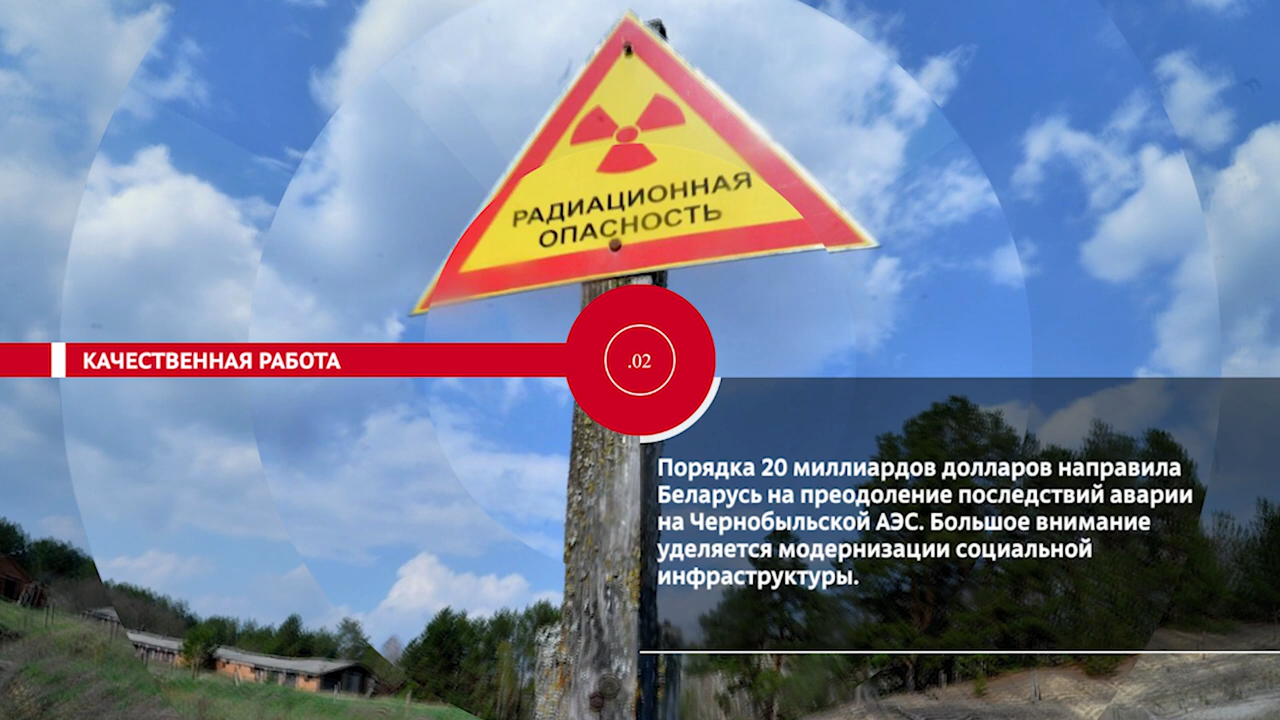 РАДИАЦИОННАЯ
ОПАСНОСТЬ
КАЧЕСТВЕННАЯ РАБОТА
.02
Порядка 20 миллиардов долларов направила
Беларусь на преодоление последствий аварии
на Чернобыльской АЭС. Большое внимание
уделяется модернизации социальной
инфраструктуры.